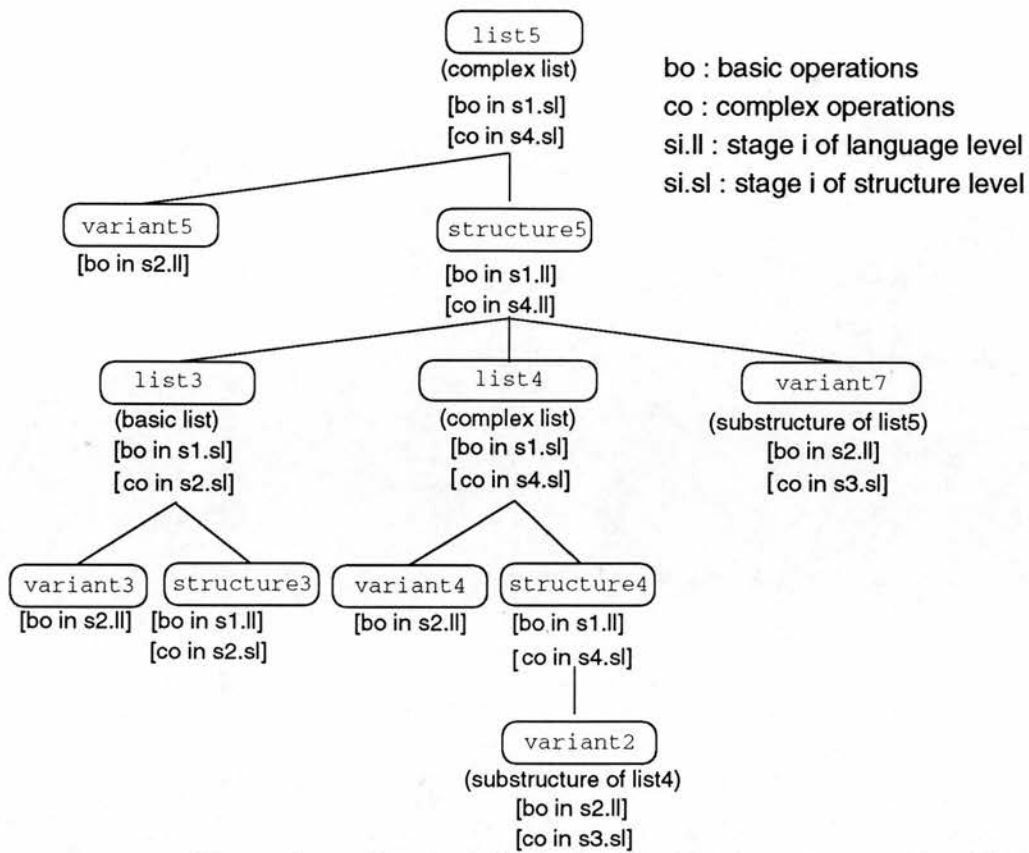 list5
(complex list)
[bo in s1.sl]
[co in s4.sl]
bo : basic operations
co : complex operations
si.ll : stage i of language level
si.sl : stage i of structure level
variant5
[bo in s2.ll]
structure5
[bo in s1.ll]
[co in s4.ll]
list3
(basic list)
[bo in s1.sl]
[co in s2.sl]
list4
(complex list)
[bo in s1.sl]
[co in s4.sl]
variant7
(substructure of list5)
[bo in s2.ll]
[co in s3.sl]
variant3
[bo in s2.ll]
structure3
[bo in s1.ll]
[co in s2.sl]
variant4
[bo in s2.ll]
structure4
[bo in s1.ll]
[co in s4.sl]
variant2
(substructure of list4)
[bo in s2.ll]
[co in s3.sl]